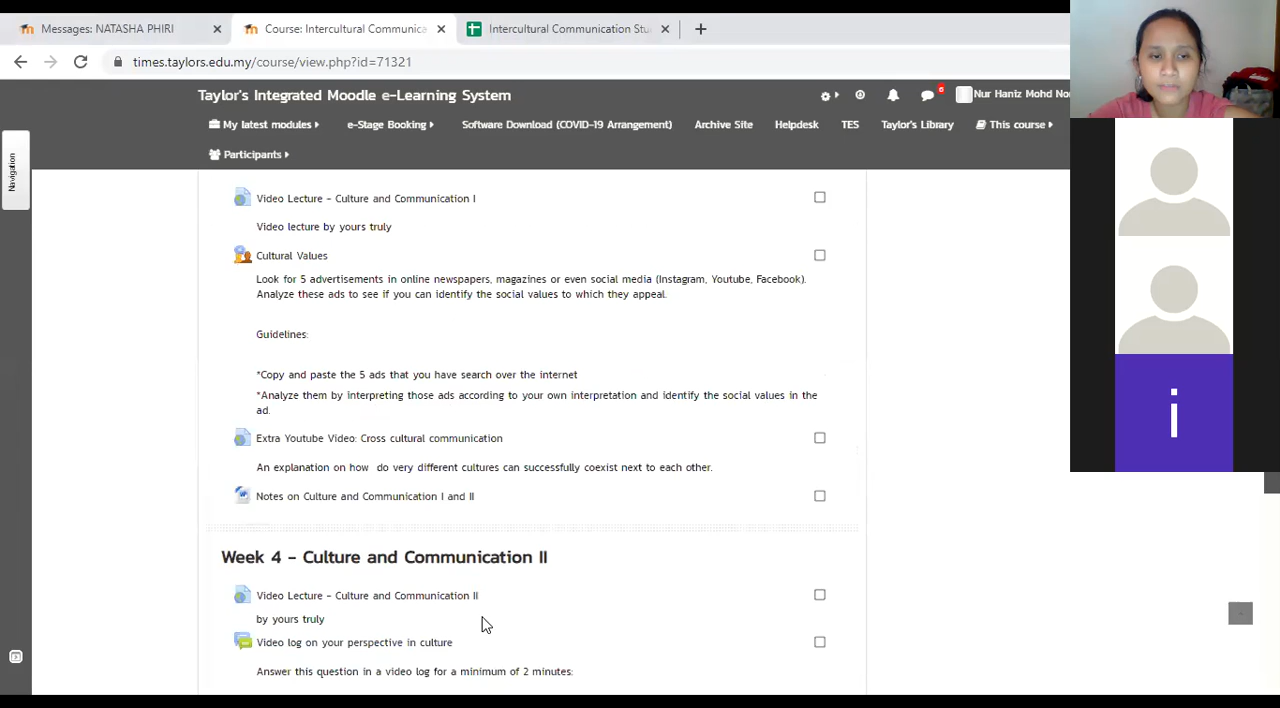 Messages: NATASHA PHIRI
Course: Intercultural Communica
Intercultural Communication Stu
times.taylors.edu.my/course/view.php?id=71321
Taylor's Integrated Moodle e-Learning System
6
Nur Haniz Mohd No
My latest modules
e-Stage Booking
Software Download (COVID-19 Arrangement)
Archive Site
Helpdesk
TES
Taylor's Library
This course
Participants
Navigation
Video Lecture - Culture and Communication I
Video lecture by yours truly
Cultural Values
Look for 5 advertisements in online newspapers, magazines or even social media (Instagram, Youtube, Facebook).
Analyze these ads to see if you can identify the social values to which they appeal.
Guidelines:
*Copy and paste the 5 ads that you have search over the internet
*Analyze them by interpreting those ads according to your own interpretation and identify the social values in the
ad.
Extra Youtube Video: Cross cultural communication
An explanation on how do very different cultures can successfully coexist next to each other.
Notes on Culture and Communication I and II
Week 4 - Culture and Communication II
Video Lecture - Culture and Communication II
by yours truly
Video log on your perspective in culture
Answer this question in a video log for a minimum of 2 minutes:
i